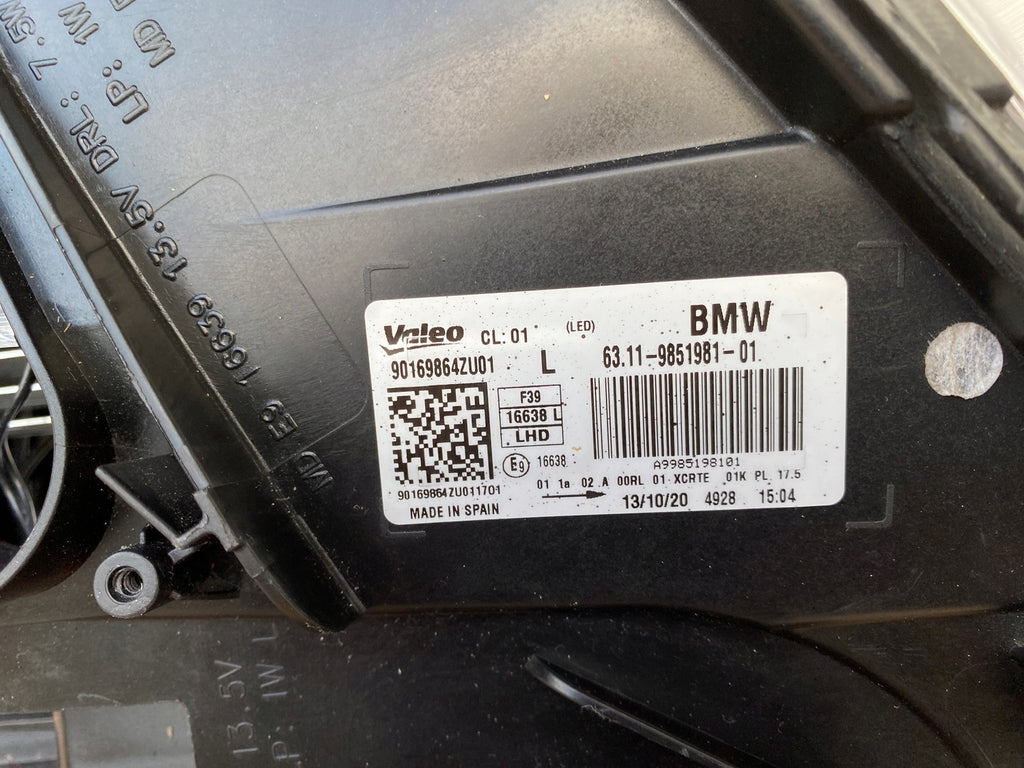 7.5W
LP: 1W
MD
13.5V DRL:
16639
E9
MD
Valeo CL: 01 (LED) BMW
90169864ZU01 L 63.11-9851981-01
F39
16638 L
LHD
E9 16638
A9985198101
01 1a 02 A 00RL 01 XCRTE 01K PL 17.5
90169864ZU011701
MADE IN SPAIN 13/10/20 4928 15:04
13.5V
P: 1W L